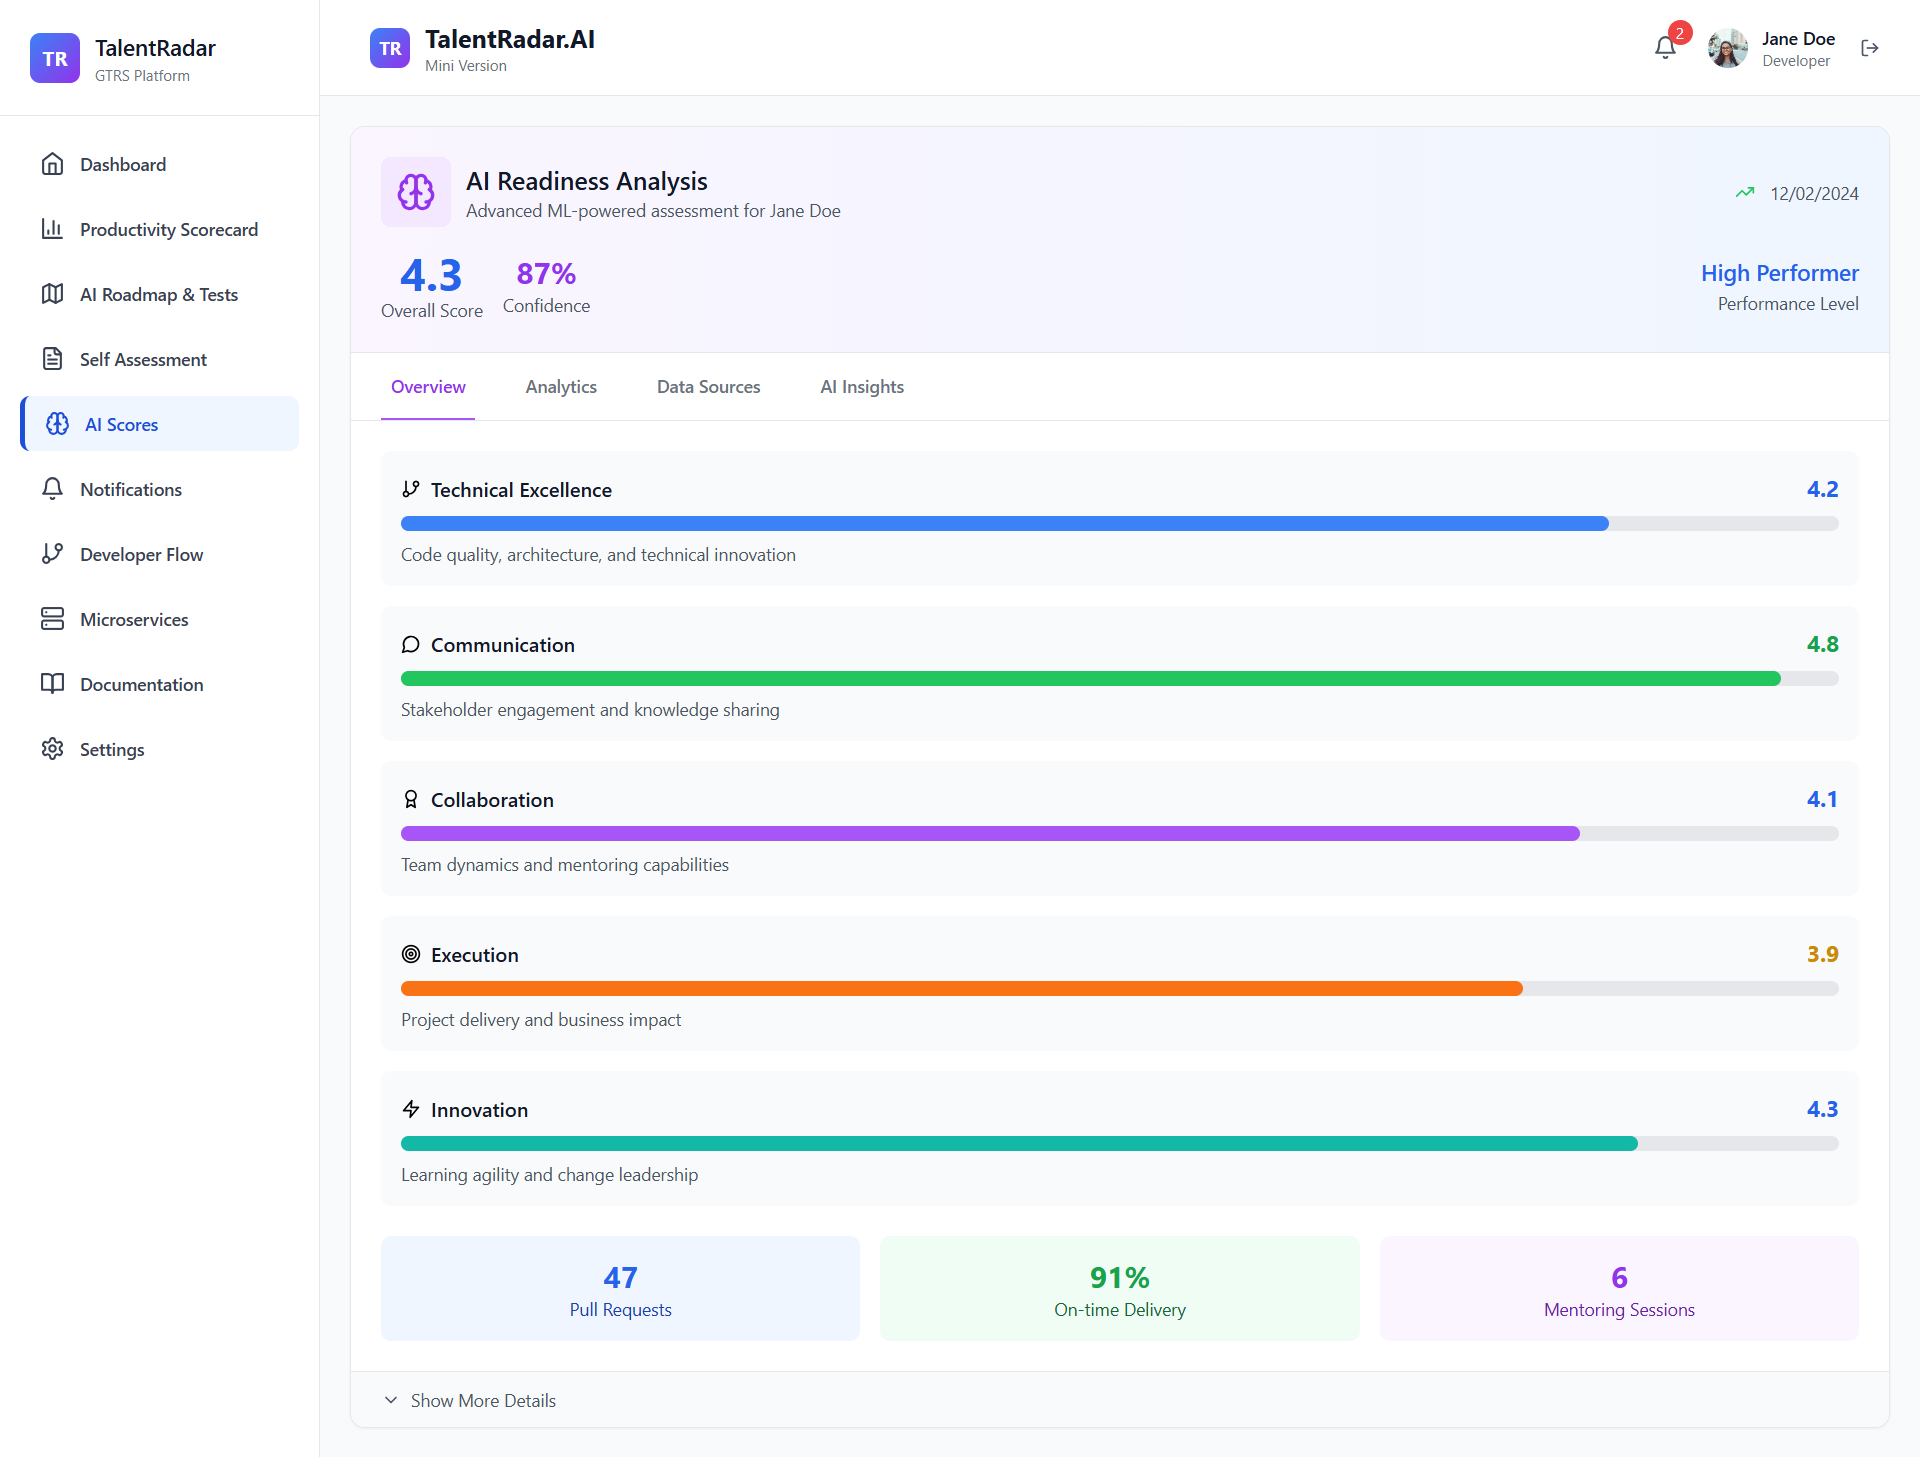 TR
TalentRadar
GTRS Platform
Dashboard
Productivity Scorecard
AI Roadmap & Tests
Self Assessment
AI Scores
Notifications
Developer Flow
Microservices
Documentation
Settings
TR
TalentRadar.AI
Mini Version
2
Jane Doe
Developer
AI Readiness Analysis
Advanced ML-powered assessment for Jane Doe
12/02/2024
4.3
Overall Score
87%
Confidence
High Performer
Performance Level
Overview
Analytics
Data Sources
AI Insights
Technical Excellence
4.2
Code quality, architecture, and technical innovation
Communication
4.8
Stakeholder engagement and knowledge sharing
Collaboration
4.1
Team dynamics and mentoring capabilities
Execution
3.9
Project delivery and business impact
Innovation
4.3
Learning agility and change leadership
47
Pull Requests
91%
On-time Delivery
6
Mentoring Sessions
Show More Details